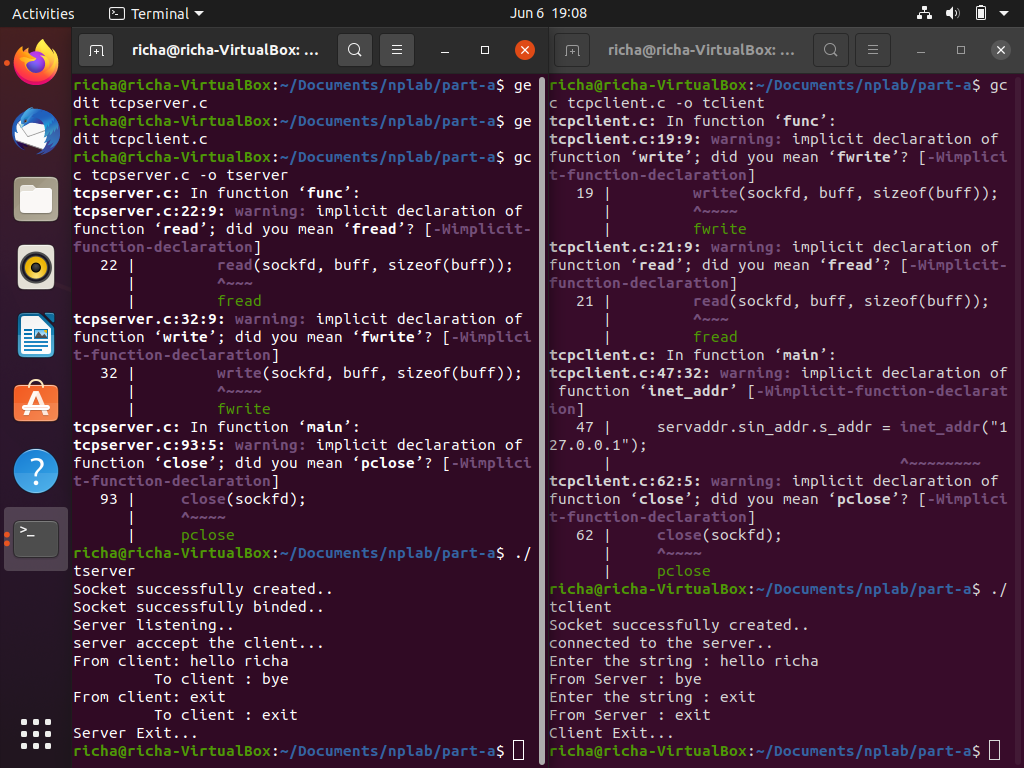 Activities
Terminal
Jun 6 19:08
richa@richa-VirtualBox: ...
richa@richa-VirtualBox:~/Documents/nplab/part-a$ ge
dit tcpserver.c
richa@richa-VirtualBox:~/Documents/nplab/part-a$ ge
dit tcpclient.c
richa@richa-VirtualBox:~/Documents/nplab/part-a$ gc
c tcpserver.c -o tserver
tcpserver.c: In function ‘func’:
tcpserver.c:22:9: warning: implicit declaration of
function ‘read’; did you mean ‘fread’? [-Wimplicit-
function-declaration]
   22 |         read(sockfd, buff, sizeof(buff));
      |         ^~~~
      |         fread
tcpserver.c:32:9: warning: implicit declaration of
function ‘write’; did you mean ‘fwrite’? [-Wimplici
t-function-declaration]
   32 |         write(sockfd, buff, sizeof(buff));
      |         ^~~~~
      |         fwrite
tcpserver.c: In function ‘main’:
tcpserver.c:93:5: warning: implicit declaration of
function ‘close’; did you mean ‘pclose’? [-Wimplici
t-function-declaration]
   93 |     close(sockfd);
      |     ^~~~~
      |     pclose
richa@richa-VirtualBox:~/Documents/nplab/part-a$ ./
tserver
Socket successfully created..
Socket successfully binded..
Server listening..
server acccept the client...
From client: hello richa
         To client : bye
From client: exit
         To client : exit
Server Exit...
richa@richa-VirtualBox:~/Documents/nplab/part-a$
richa@richa-VirtualBox: ...
richa@richa-VirtualBox:~/Documents/nplab/part-a$ gc
c tcpclient.c -o tclient
tcpclient.c: In function ‘func’:
tcpclient.c:19:9: warning: implicit declaration of
function ‘write’; did you mean ‘fwrite’? [-Wimplici
t-function-declaration]
   19 |         write(sockfd, buff, sizeof(buff));
      |         ^~~~~
      |         fwrite
tcpclient.c:21:9: warning: implicit declaration of
function ‘read’; did you mean ‘fread’? [-Wimplicit-
function-declaration]
   21 |         read(sockfd, buff, sizeof(buff));
      |         ^~~~
      |         fread
tcpclient.c: In function ‘main’:
tcpclient.c:47:32: warning: implicit declaration of
 function ‘inet_addr’ [-Wimplicit-function-declarat
ion]
   47 |     servaddr.sin_addr.s_addr = inet_addr("1
27.0.0.1");
      |                                ^~~~~~~~~
tcpclient.c:62:5: warning: implicit declaration of
function ‘close’; did you mean ‘pclose’? [-Wimplici
t-function-declaration]
   62 |     close(sockfd);
      |     ^~~~~
      |     pclose
richa@richa-VirtualBox:~/Documents/nplab/part-a$ ./
tclient
Socket successfully created..
connected to the server..
Enter the string : hello richa
From Server : bye
Enter the string : exit
From Server : exit
Client Exit...
richa@richa-VirtualBox:~/Documents/nplab/part-a$